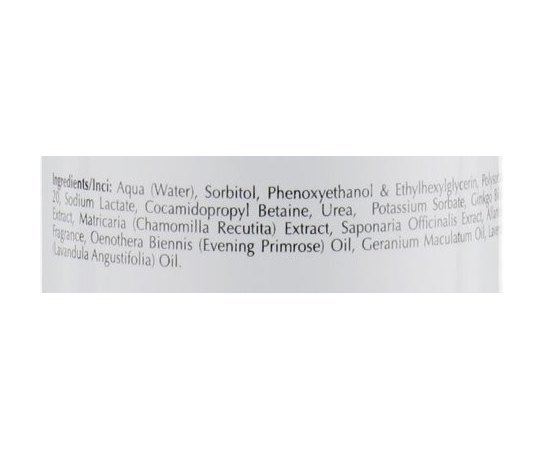 Ingredients/Inci: Aqua (Water), Sorbitol, Phenoxyethanol & Ethylhexylglycerin,
20, Sodium Lactate, Cocamidopropyl Betaine, Urea, Potassium Sorbate, Ginkgo
Extract, Matricaria (Chamomilla Recutita) Extract, Saponaria Officinalis Extract,
Fragrance, Oenothera Biennis (Evening Primrose) Oil, Geranium Maculatum Oil,
(Lavandula Angustifolia) Oil.